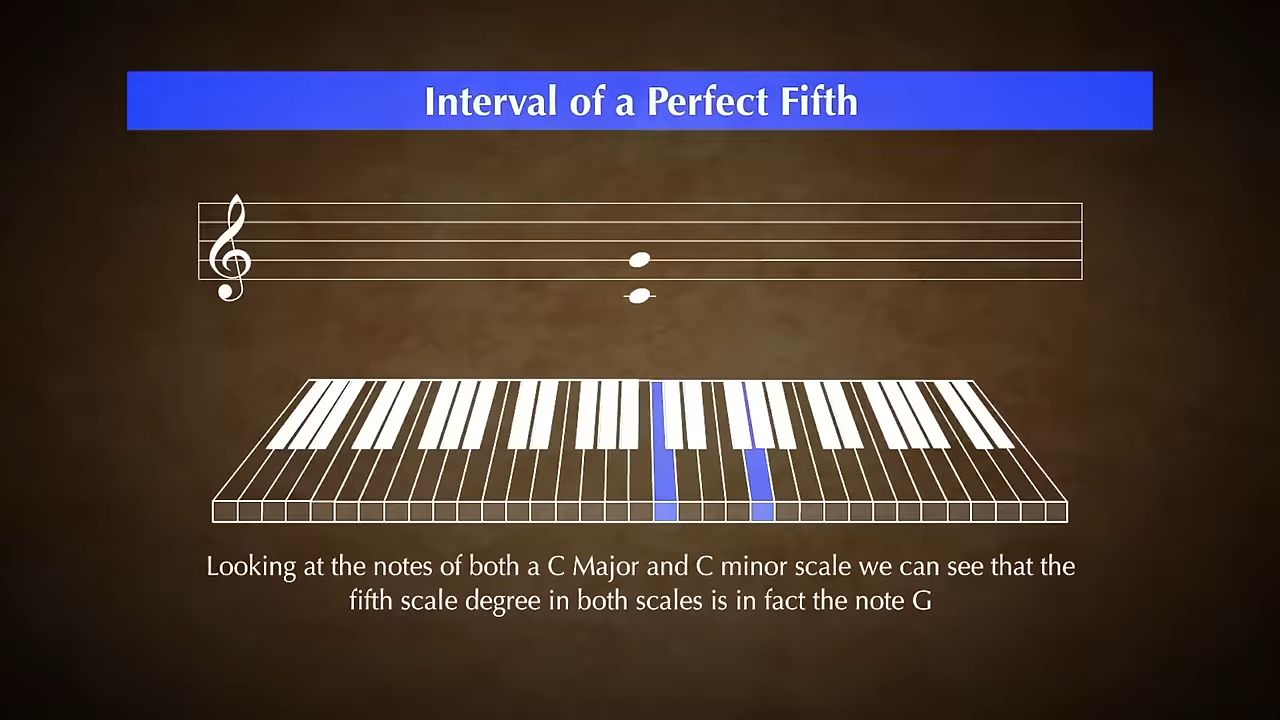 Interval of a Perfect Fifth
Looking at the notes of both a C Major and C minor scale we can see that the
fifth scale degree in both scales is in fact the note G